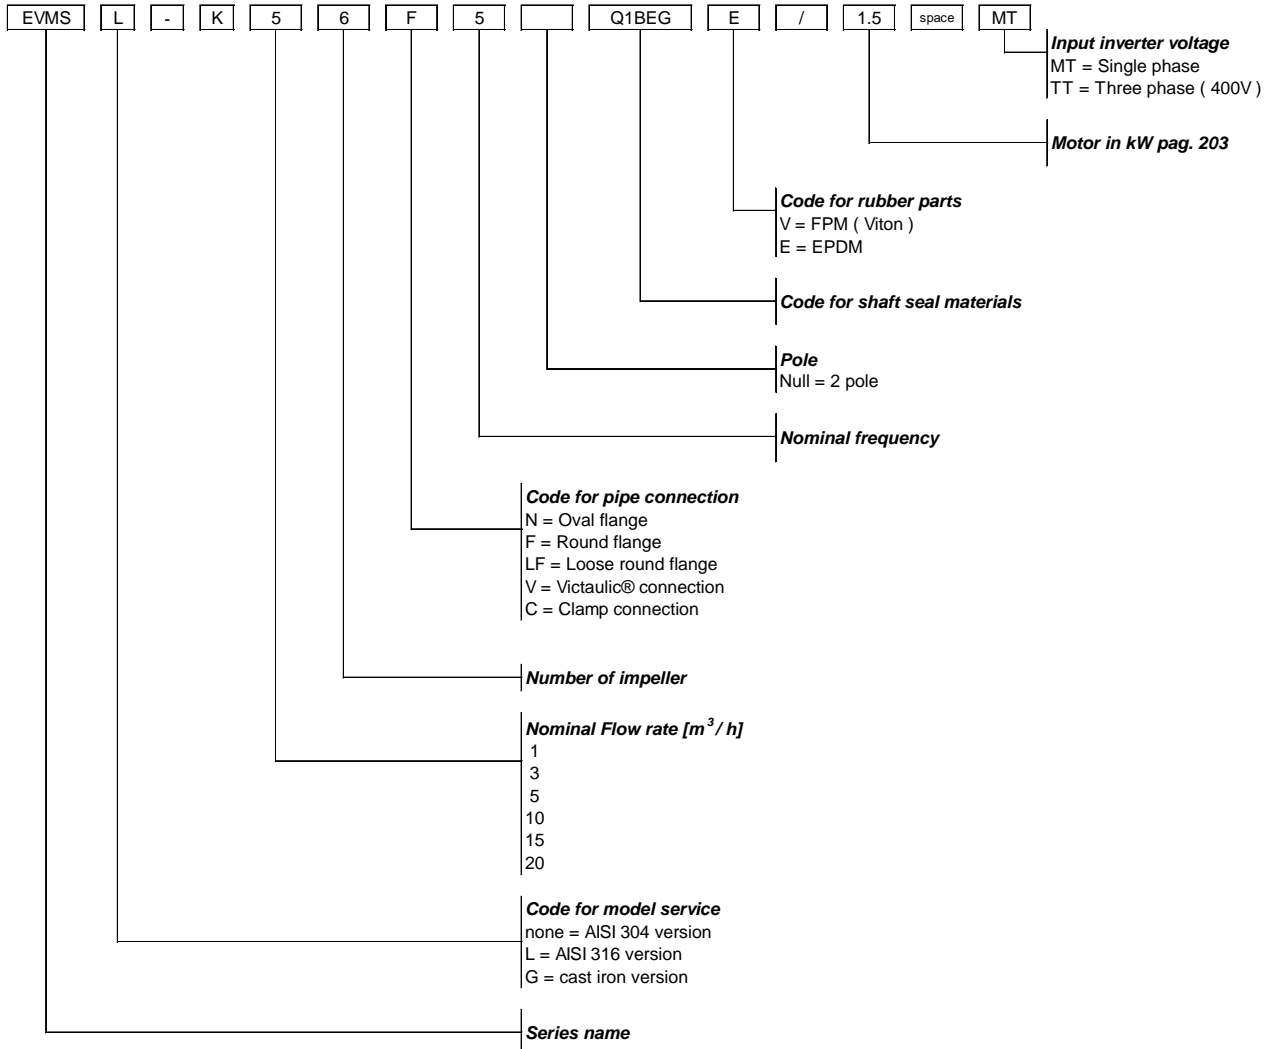 EVMS L - K 5 6 F 5 Q1BEG E / 1.5 space MT
Input inverter voltage
MT = Single phase
TT = Three phase ( 400V )
Motor in kW pag. 203
Code for rubber parts
V = FPM ( Viton )
E = EPDM
Code for shaft seal materials
Pole
Null = 2 pole
Nominal frequency
Code for pipe connection
N = Oval flange
F = Round flange
LF = Loose round flange
V = Victaulic® connection
C = Clamp connection
Number of impeller
Nominal Flow rate [m³/ h]
1
3
5
10
15
20
Code for model service
none = AISI 304 version
L = AISI 316 version
G = cast iron version
Series name